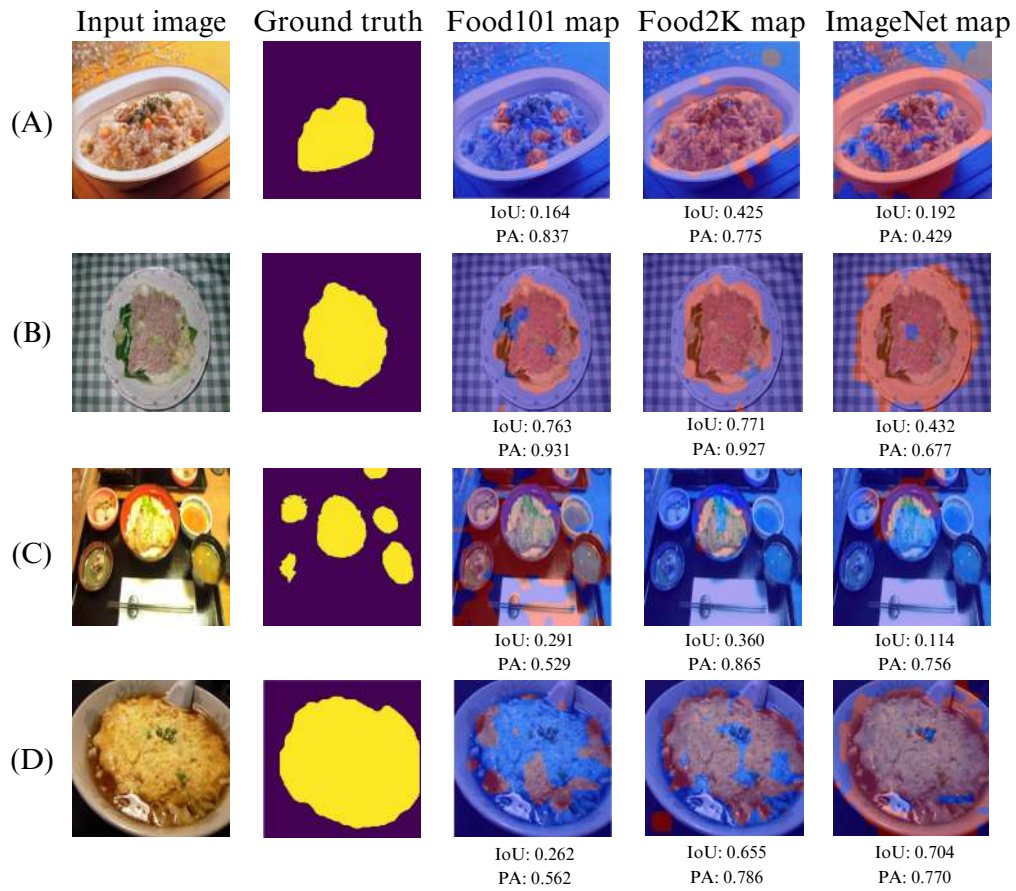 Input image Ground truth Food101 map Food2K map ImageNet map
(A)
IoU: 0.164 IoU: 0.425 IoU: 0.192
PA: 0.837 PA: 0.775 PA: 0.429
(B)
IoU: 0.763 IoU: 0.771 IoU: 0.432
PA: 0.931 PA: 0.927 PA: 0.677
(C)
IoU: 0.291 IoU: 0.360 IoU: 0.114
PA: 0.529 PA: 0.865 PA: 0.756
(D)
IoU: 0.262 IoU: 0.655 IoU: 0.704
PA: 0.562 PA: 0.786 PA: 0.770